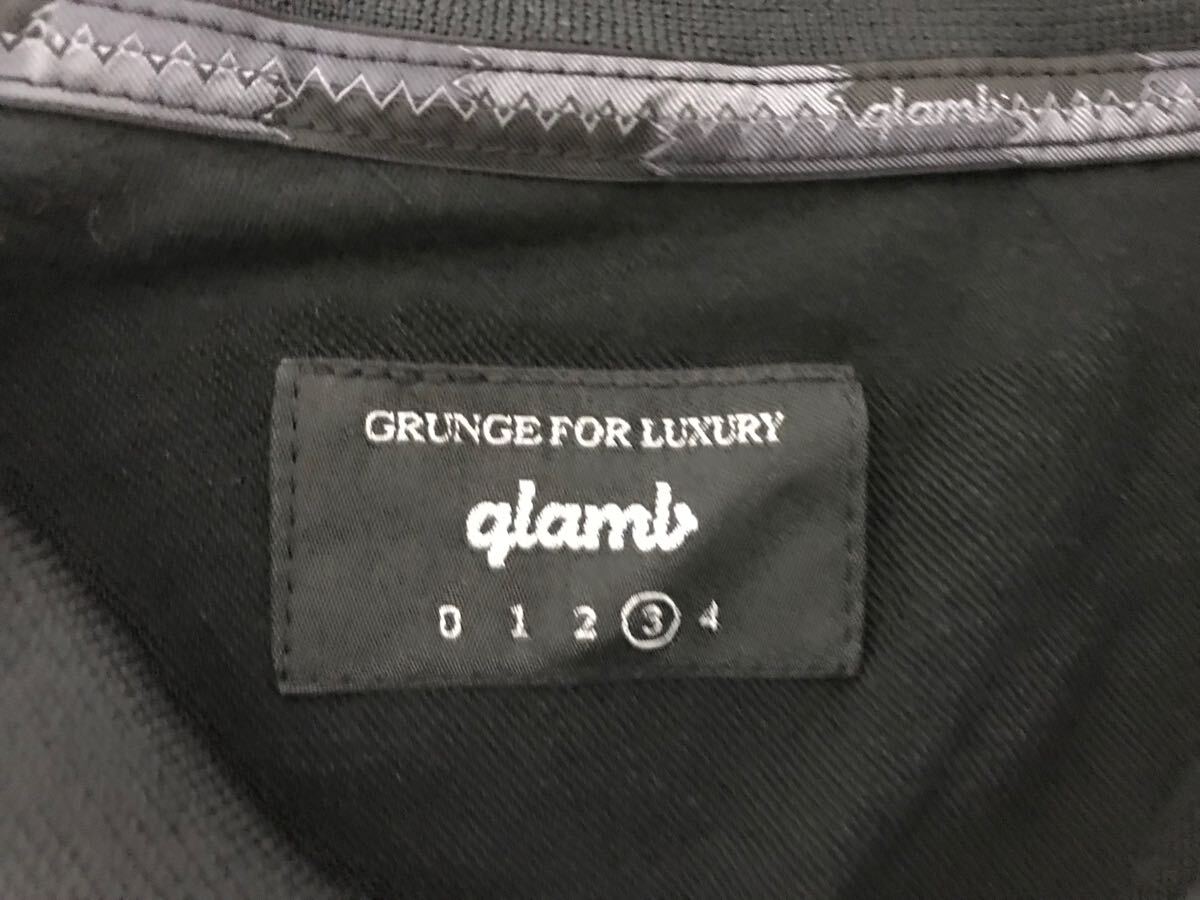 glamb
GRUNGE FOR LUXURY
glamb
0 1 2 3 4